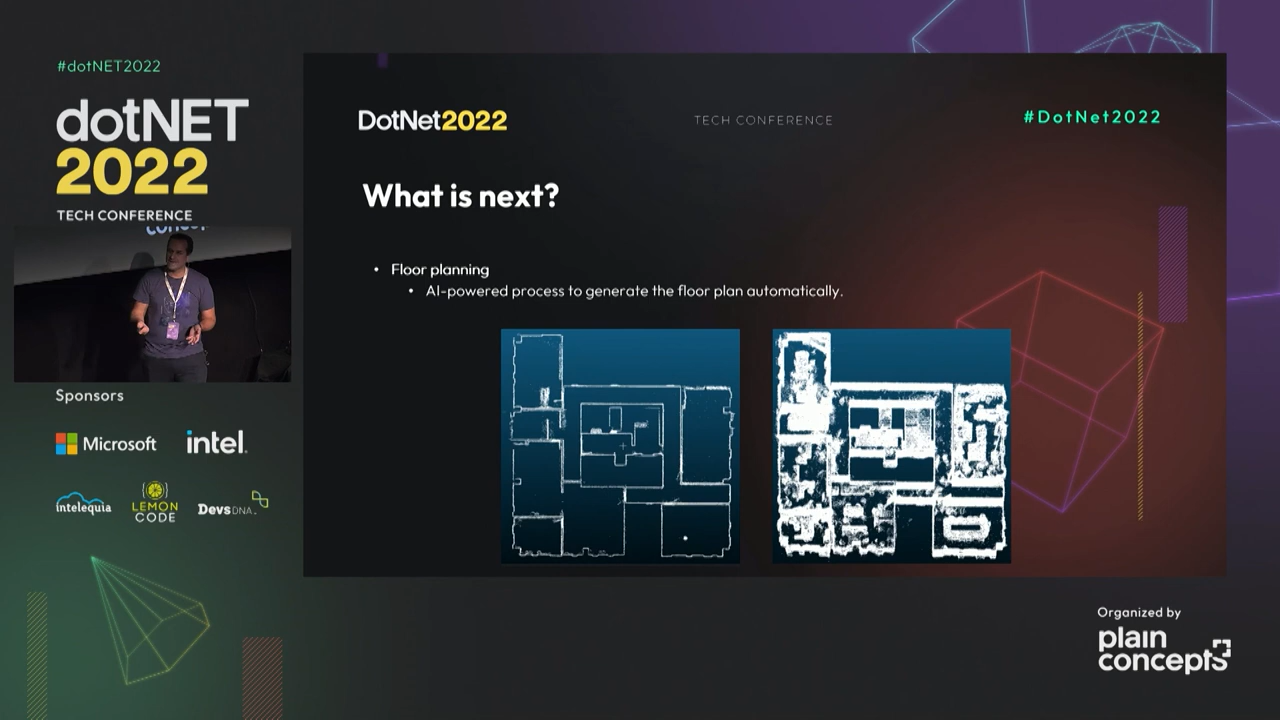 #dotNET2022
dotNET
2022
TECH CONFERENCE
Sponsors
Microsoft
intel.
intelequia
LEMON
CODE
DevsDNA
DotNet2022
TECH CONFERENCE
#DotNet2022
What is next?
• Floor planning
• AI-powered process to generate the floor plan automatically.
Organized by
plain
concepts